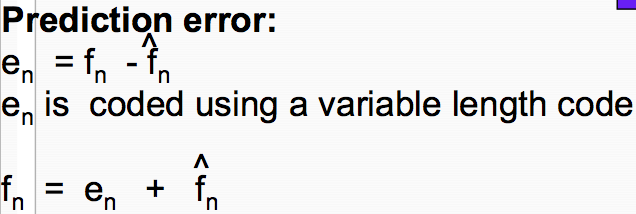 Prediction error:
eₙ = fₙ - f̂ₙ
eₙ is coded using a variable length code
fₙ = eₙ + f̂ₙ